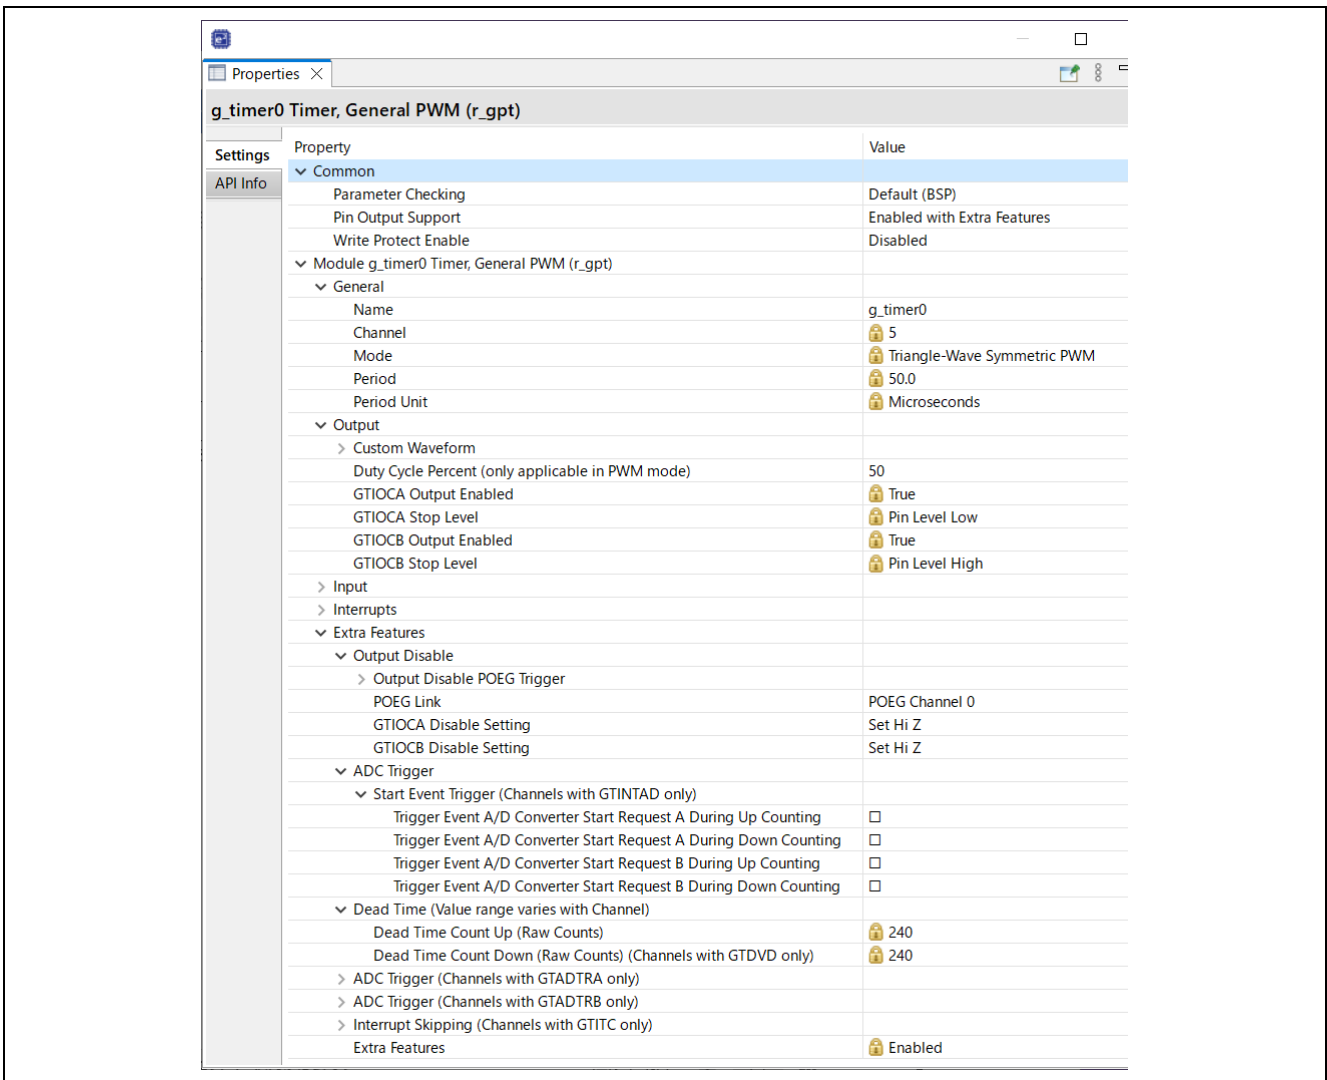 Properties
g_timer0 Timer, General PWM (r_gpt)
Settings
API Info
Property Value
Common
Parameter Checking Default (BSP)
Pin Output Support Enabled with Extra Features
Write Protect Enable Disabled
Module g_timer0 Timer, General PWM (r_gpt)
General
Name g_timer0
Channel 5
Mode Triangle-Wave Symmetric PWM
Period 50.0
Period Unit Microseconds
Output
Custom Waveform
Duty Cycle Percent (only applicable in PWM mode) 50
GTIOCA Output Enabled True
GTIOCA Stop Level Pin Level Low
GTIOCB Output Enabled True
GTIOCB Stop Level Pin Level High
Input
Interrupts
Extra Features
Output Disable
Output Disable POEG Trigger
POEG Link POEG Channel 0
GTIOCA Disable Setting Set Hi Z
GTIOCB Disable Setting Set Hi Z
ADC Trigger
Start Event Trigger (Channels with GTINTAD only)
Trigger Event A/D Converter Start Request A During Up Counting
Trigger Event A/D Converter Start Request A During Down Counting
Trigger Event A/D Converter Start Request B During Up Counting
Trigger Event A/D Converter Start Request B During Down Counting
Dead Time (Value range varies with Channel)
Dead Time Count Up (Raw Counts) 240
Dead Time Count Down (Raw Counts) (Channels with GTDVD only) 240
ADC Trigger (Channels with GTADTRA only)
ADC Trigger (Channels with GTADTRB only)
Interrupt Skipping (Channels with GTITC only)
Extra Features Enabled